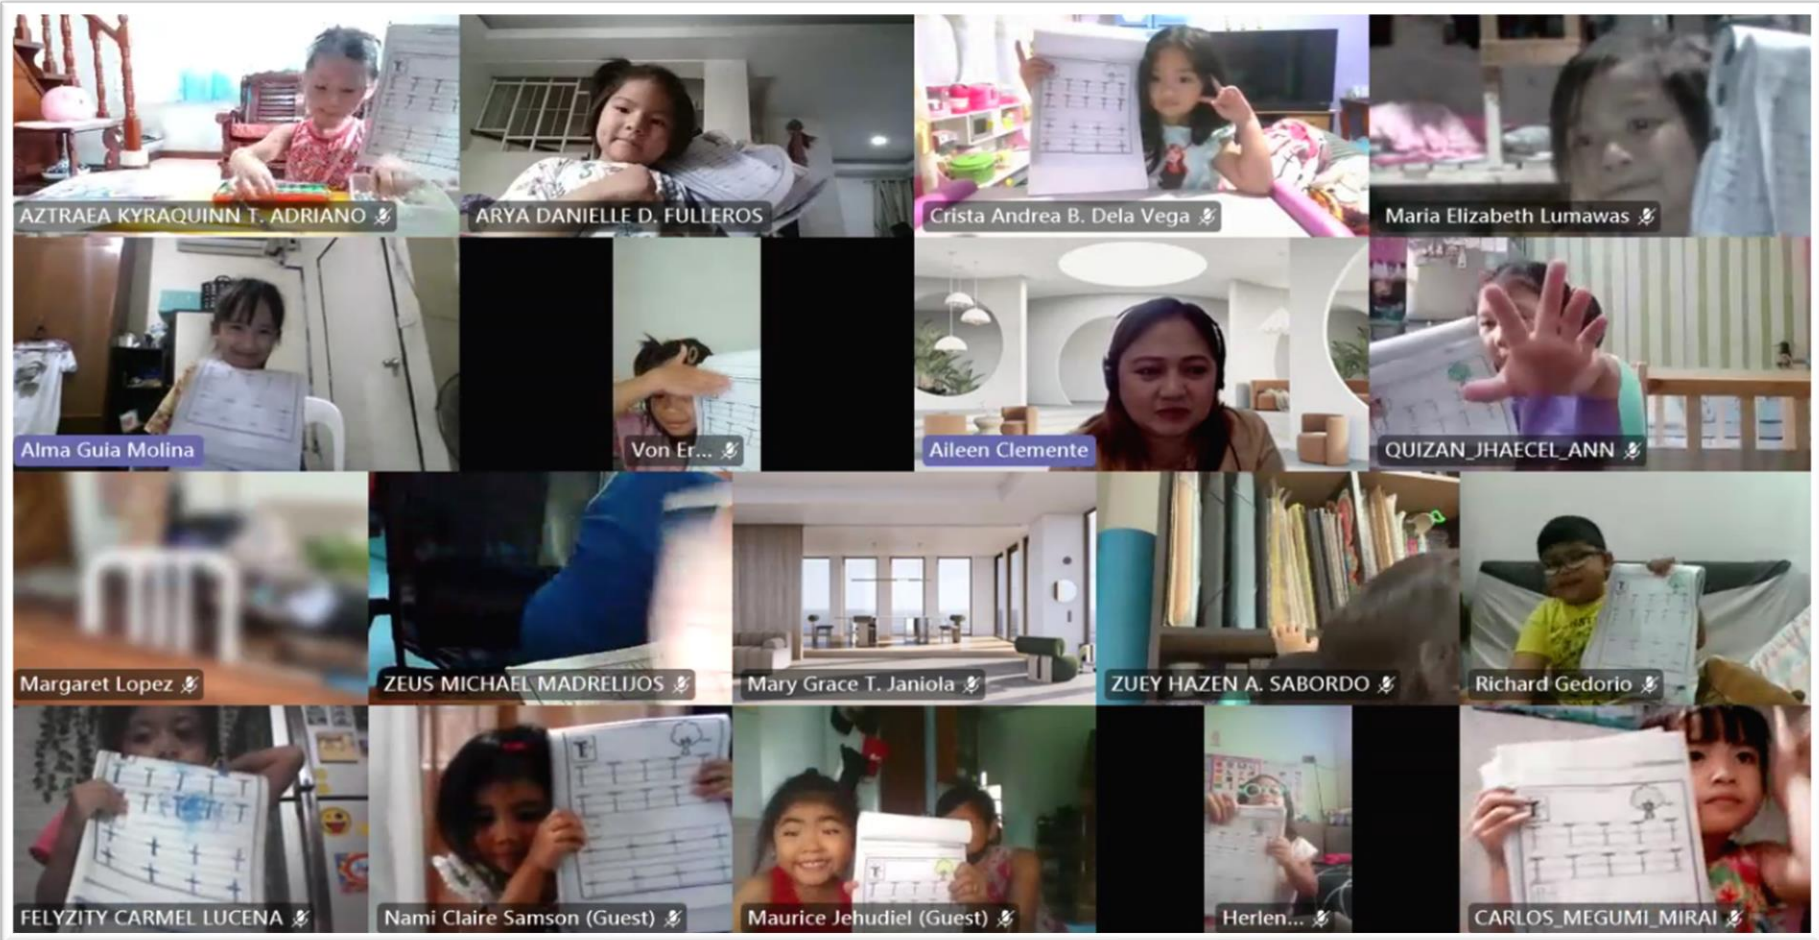 AZTRAEA KYRAQUINN T. ADRIANO
ARYA DANIELLE D. FULLEROS
Crista Andrea B. Dela Vega
Maria Elizabeth Lumawas
Alma Guia Molina
Von Er...
Aileen Clemente
QUIZAN_JHAECEL_ANN
Margaret Lopez
ZEUS MICHAEL MADRELIJOS
Mary Grace T. Janiola
ZUEY HAZEN A. SABORDO
Richard Gedorio
FELYZITY CARMEL LUCENA
Nami Claire Samson (Guest)
Maurice Jehudiel (Guest)
Herlen...
CARLOS_MEGUMI_MIRAI